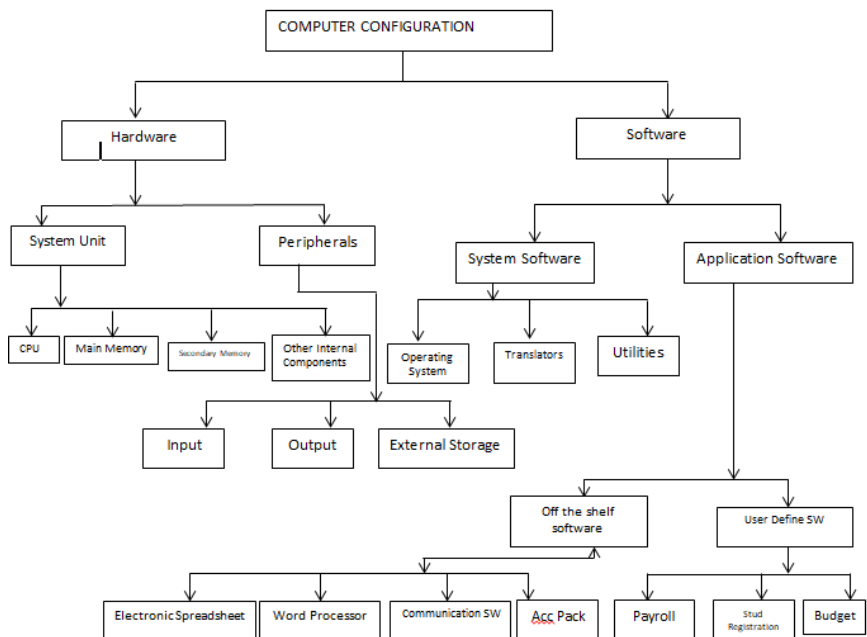 COMPUTER CONFIGURATION
Hardware
Software
System Unit
Peripherals
System Software
Application Software
CPU
Main Memory
Secondary Memory
Other Internal
Components
Operating
System
Translators
Utilities
Input
Output
External Storage
Off the shelf
software
User Define SW
Electronic Spreadsheet
Word Processor
Communication SW
Acc Pack
Payroll
Stud
Registration
Budget